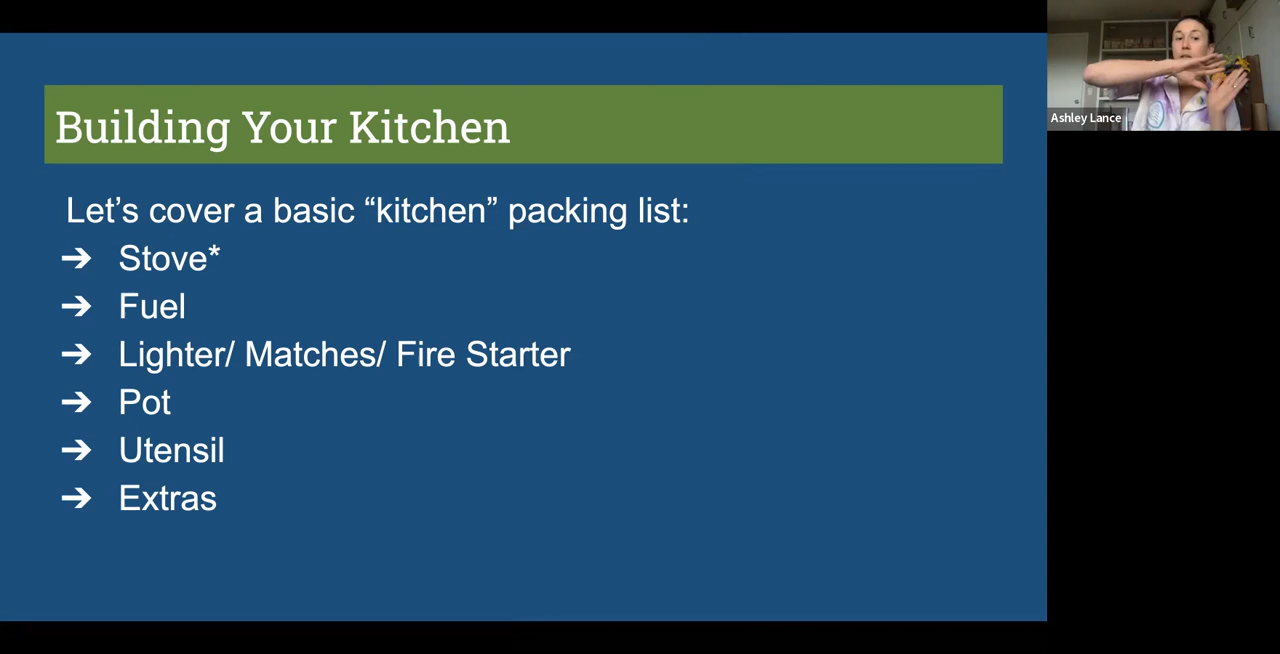 Building Your Kitchen
Let’s cover a basic “kitchen” packing list:
➔ Stove*
➔ Fuel
➔ Lighter/ Matches/ Fire Starter
➔ Pot
➔ Utensil
➔ Extras
Ashley Lance